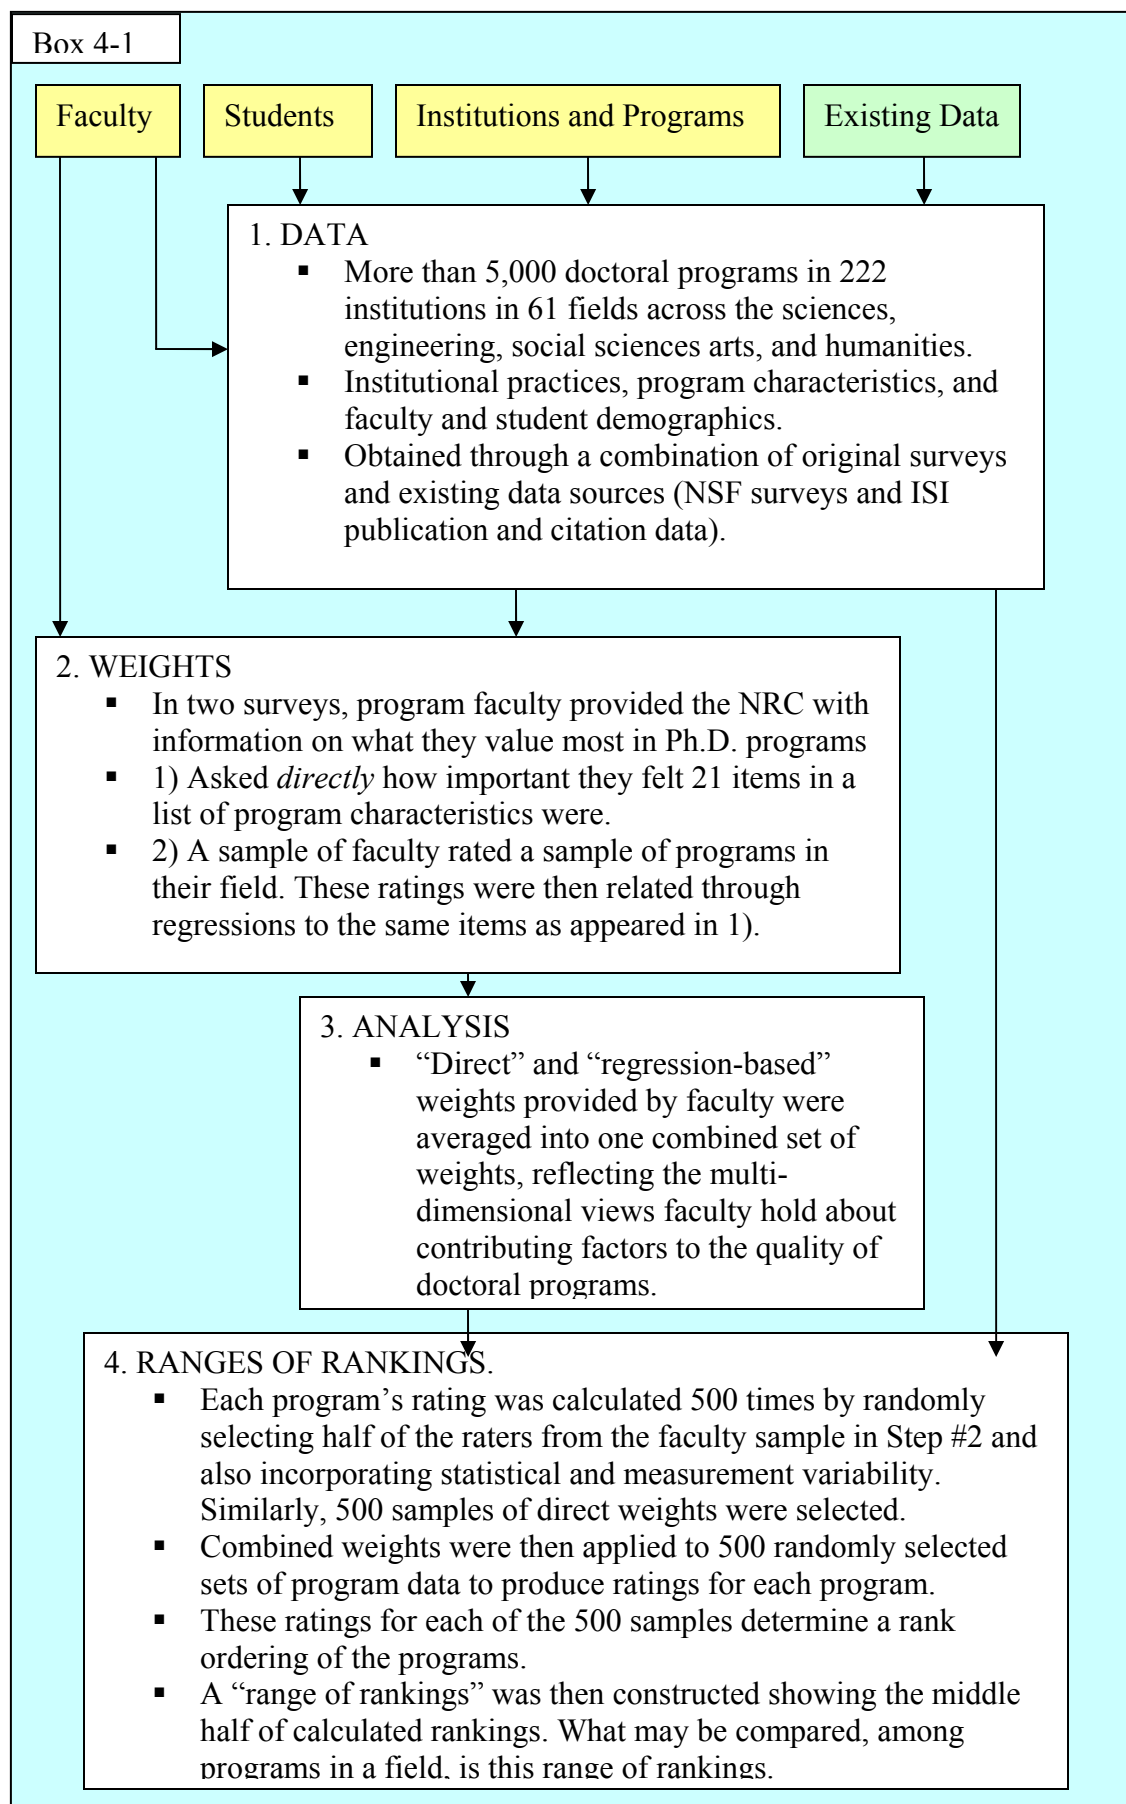 Box 4-1
Faculty
Students
Institutions and Programs
Existing Data
1. DATA
▪ More than 5,000 doctoral programs in 222
institutions in 61 fields across the sciences,
engineering, social sciences arts, and humanities.
▪ Institutional practices, program characteristics, and
faculty and student demographics.
▪ Obtained through a combination of original surveys
and existing data sources (NSF surveys and ISI
publication and citation data).
2. WEIGHTS
▪ In two surveys, program faculty provided the NRC with
information on what they value most in Ph.D. programs
▪ 1) Asked directly how important they felt 21 items in a
list of program characteristics were.
▪ 2) A sample of faculty rated a sample of programs in
their field. These ratings were then related through
regressions to the same items as appeared in 1).
3. ANALYSIS
▪ “Direct” and “regression-based”
weights provided by faculty were
averaged into one combined set of
weights, reflecting the multi-
dimensional views faculty hold about
contributing factors to the quality of
doctoral programs.
4. RANGES OF RANKINGS.
▪ Each program’s rating was calculated 500 times by randomly
selecting half of the raters from the faculty sample in Step #2 and
also incorporating statistical and measurement variability.
Similarly, 500 samples of direct weights were selected.
▪ Combined weights were then applied to 500 randomly selected
sets of program data to produce ratings for each program.
▪ These ratings for each of the 500 samples determine a rank
ordering of the programs.
▪ A “range of rankings” was then constructed showing the middle
half of calculated rankings. What may be compared, among
programs in a field, is this range of rankings.